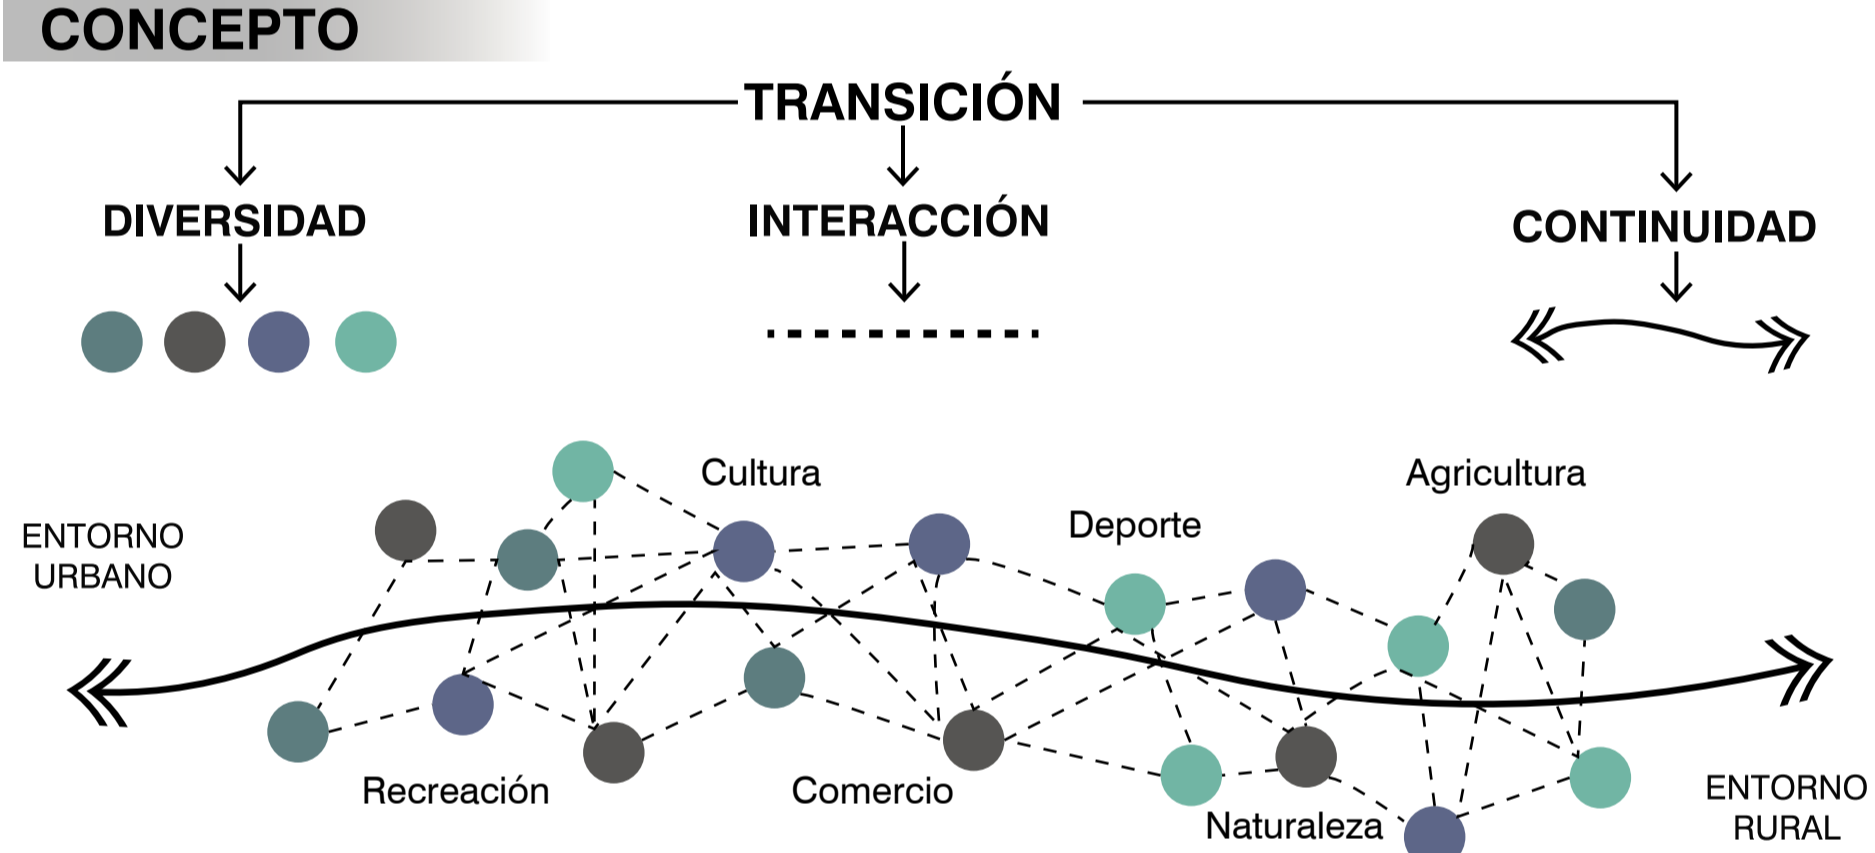 CONCEPTO
TRANSICIÓN
DIVERSIDAD
INTERACCIÓN
CONTINUIDAD
Cultura
Agricultura
Deporte
ENTORNO
URBANO
Recreación
Comercio
Naturaleza
ENTORNO
RURAL